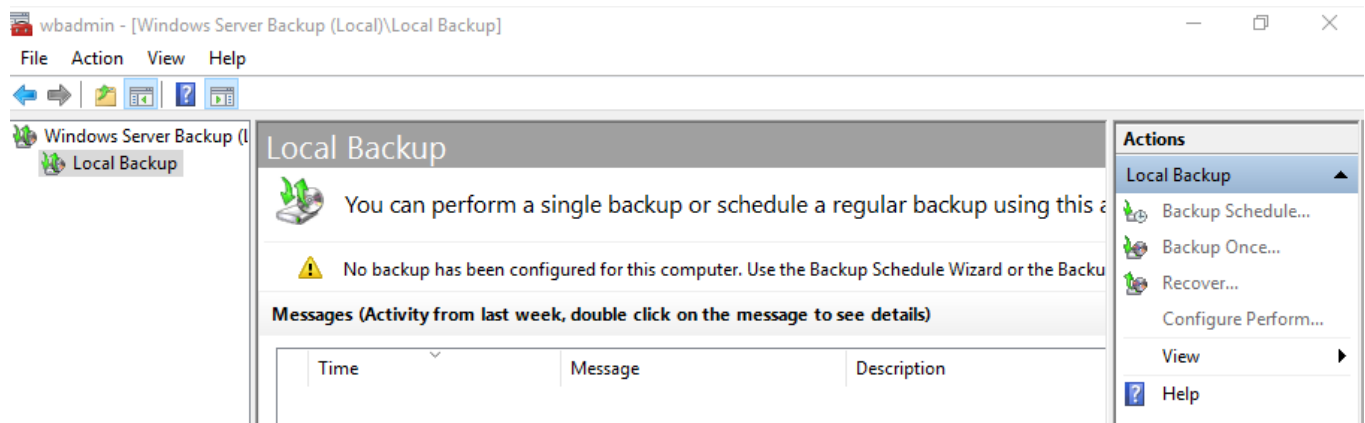 wbadmin - [Windows Server Backup (Local)\Local Backup]
File Action View Help
Windows Server Backup (l
Local Backup
Local Backup
You can perform a single backup or schedule a regular backup using this a
No backup has been configured for this computer. Use the Backup Schedule Wizard or the Backu
Messages (Activity from last week, double click on the message to see details)
Time Message Description
Actions
Local Backup
Backup Schedule...
Backup Once...
Recover...
Configure Perform...
View
Help